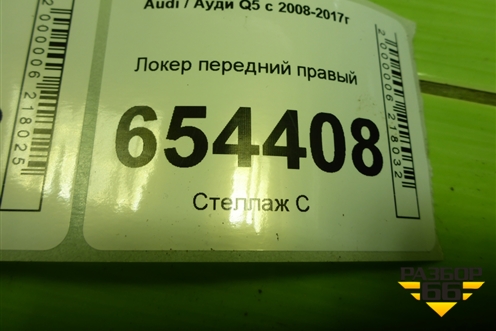 Audi / Ауди Q5 с 2008-2017г
Локер передний правый
654408
Стеллаж С
2000006218025
2000006218032
РАЗБОР
66